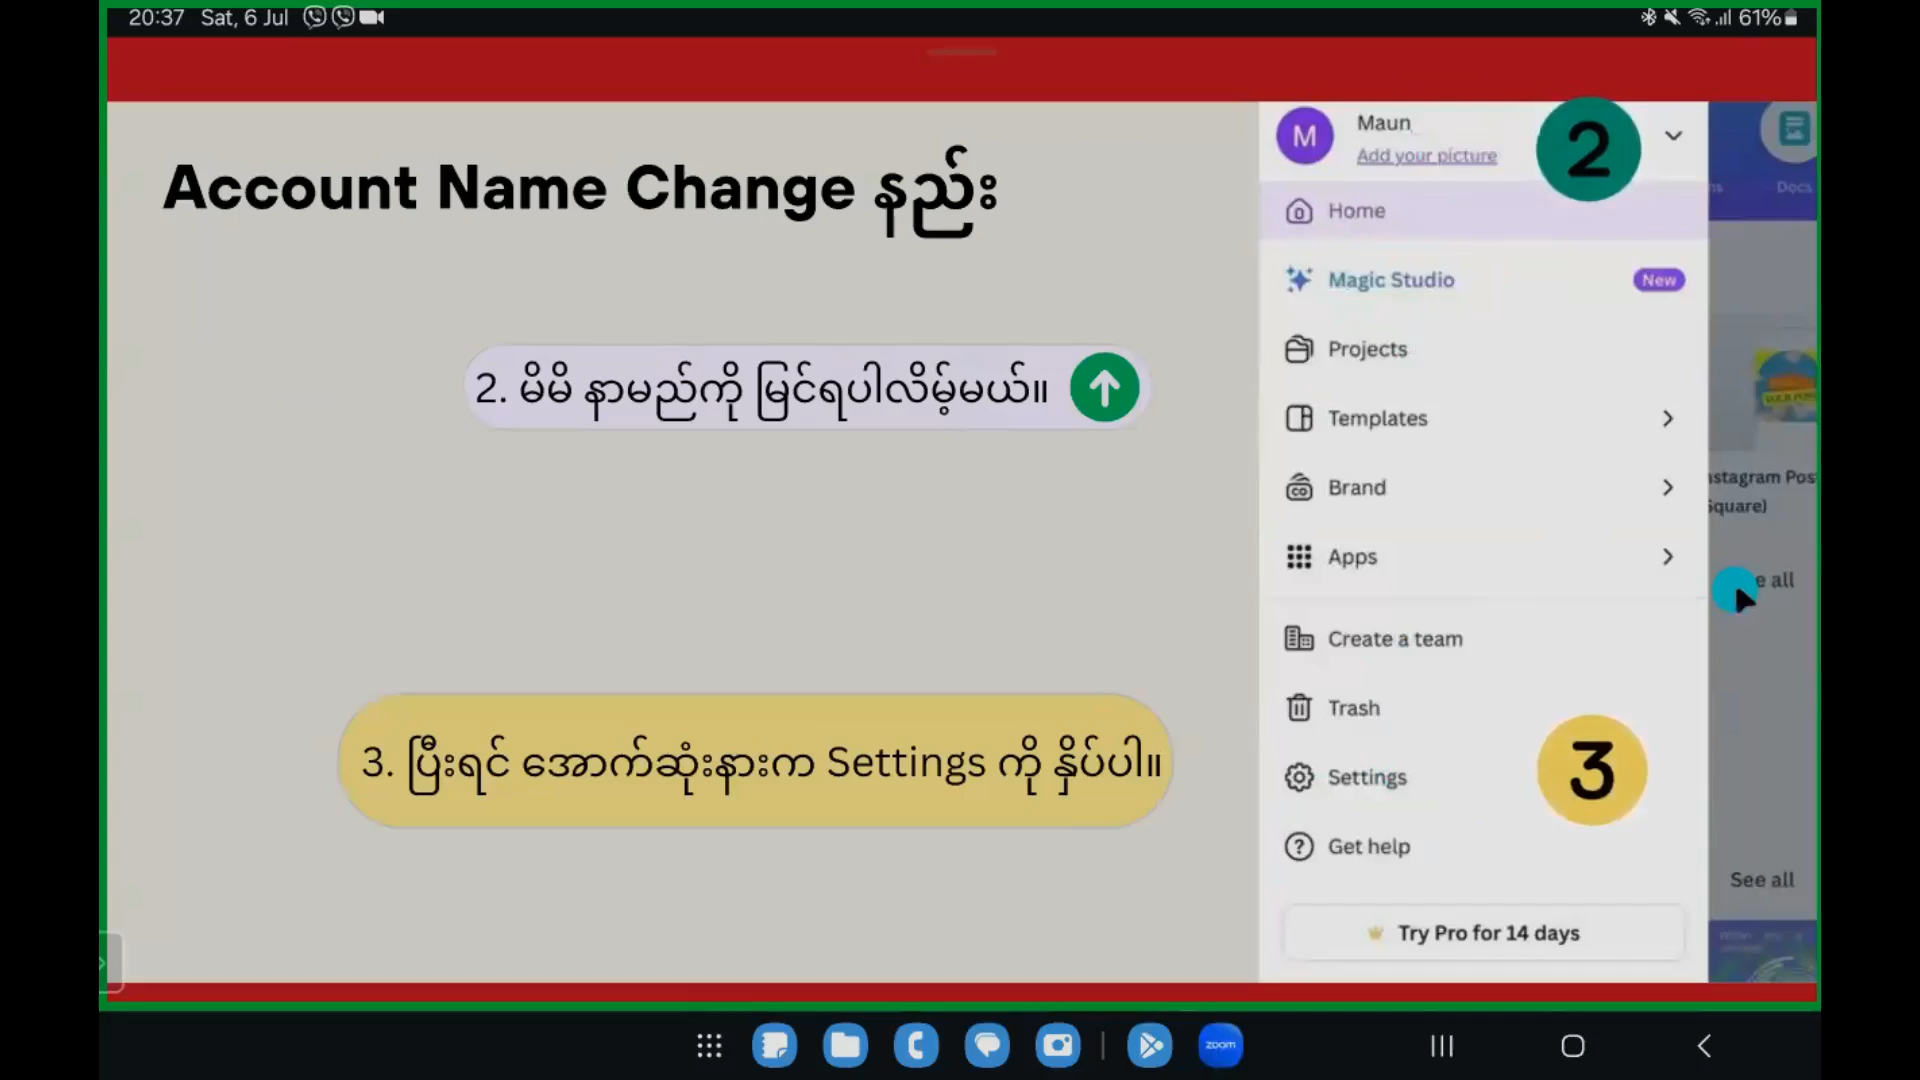 20:37 Sat, 6 Jul
61%
Account Name Change နည်း
2. မိမိ နာမည်ကို မြင်ရပါလိမ့်မယ်။
3. ပြီးရင် အောက်ဆုံးနားက Settings ကို နှိပ်ပါ။
M
Maun
Add your picture
2
Home
Magic Studio
New
Projects
Templates
Brand
Apps
Create a team
Trash
Settings
3
Get help
Try Pro for 14 days
Docs
Square)
all
See all
zoom